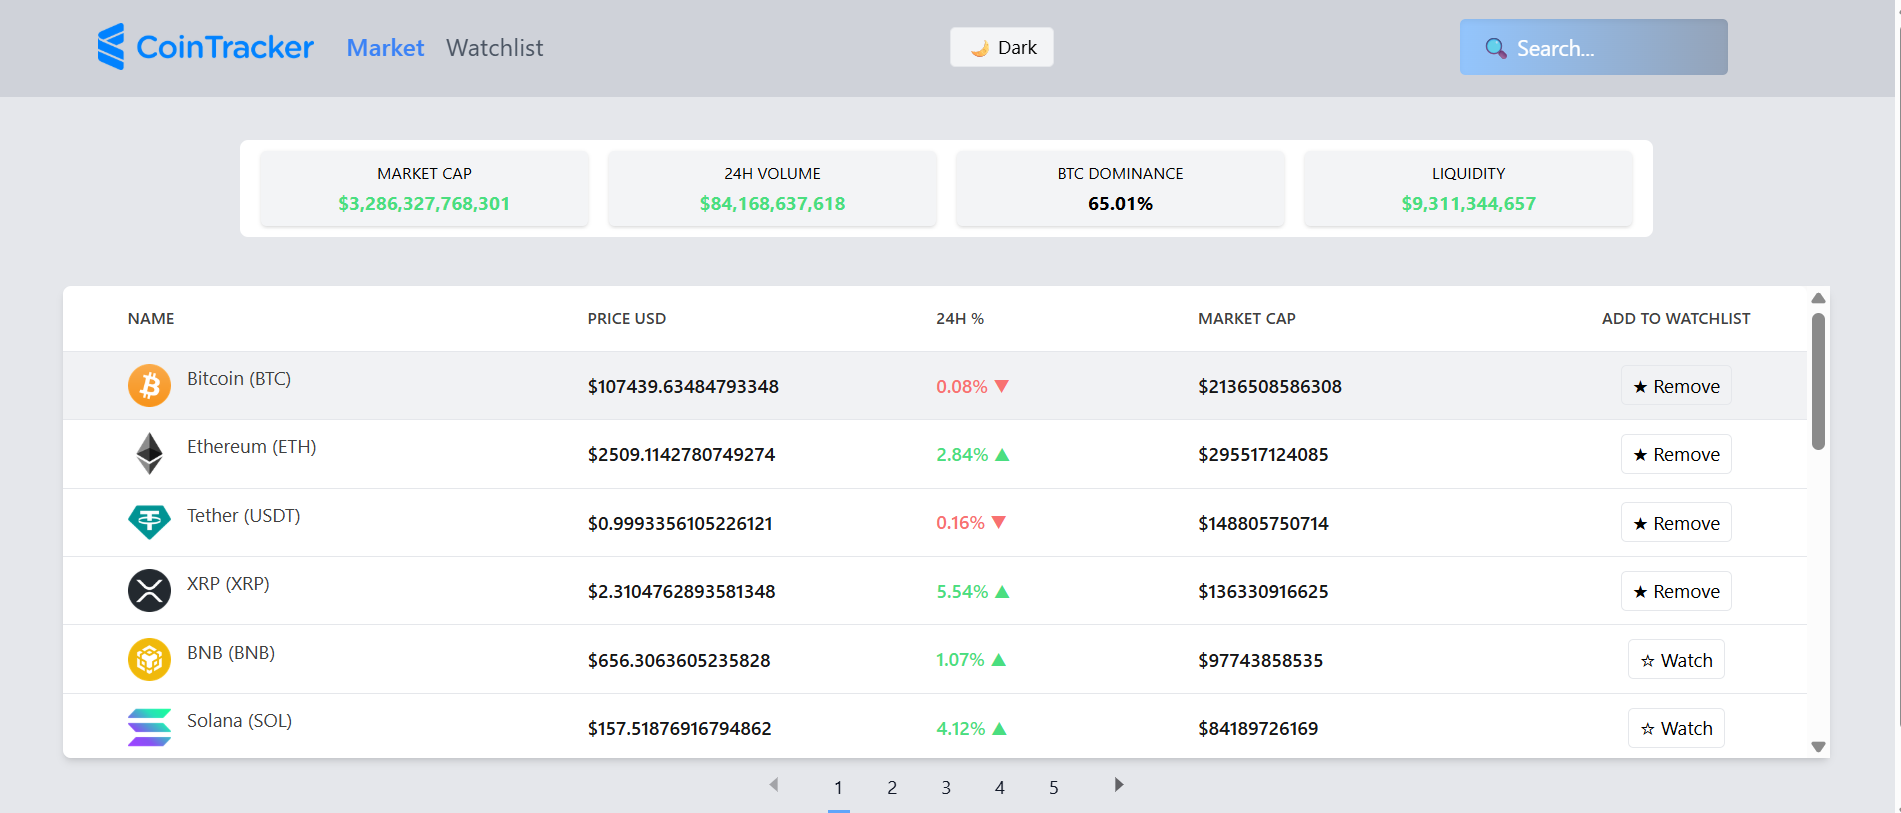 CoinTracker Market Watchlist 🌙 Dark 🔍 Search...
MARKET CAP 24H VOLUME BTC DOMINANCE LIQUIDITY
$3,286,327,768,301 $84,168,637,618 65.01% $9,311,344,657
NAME PRICE USD 24H % MARKET CAP ADD TO WATCHLIST
Bitcoin (BTC) $107439.63484793348 0.08% ▼ $2136508586308 ★ Remove
Ethereum (ETH) $2509.1142780749274 2.84% ▲ $295517124085 ★ Remove
Tether (USDT) $0.9993356105226121 0.16% ▼ $148805750714 ★ Remove
XRP (XRP) $2.3104762893581348 5.54% ▲ $136330916625 ★ Remove
BNB (BNB) $656.3063605235828 1.07% ▲ $97743858535 ☆ Watch
Solana (SOL) $157.51876916794862 4.12% ▲ $84189726169 ☆ Watch
1 2 3 4 5